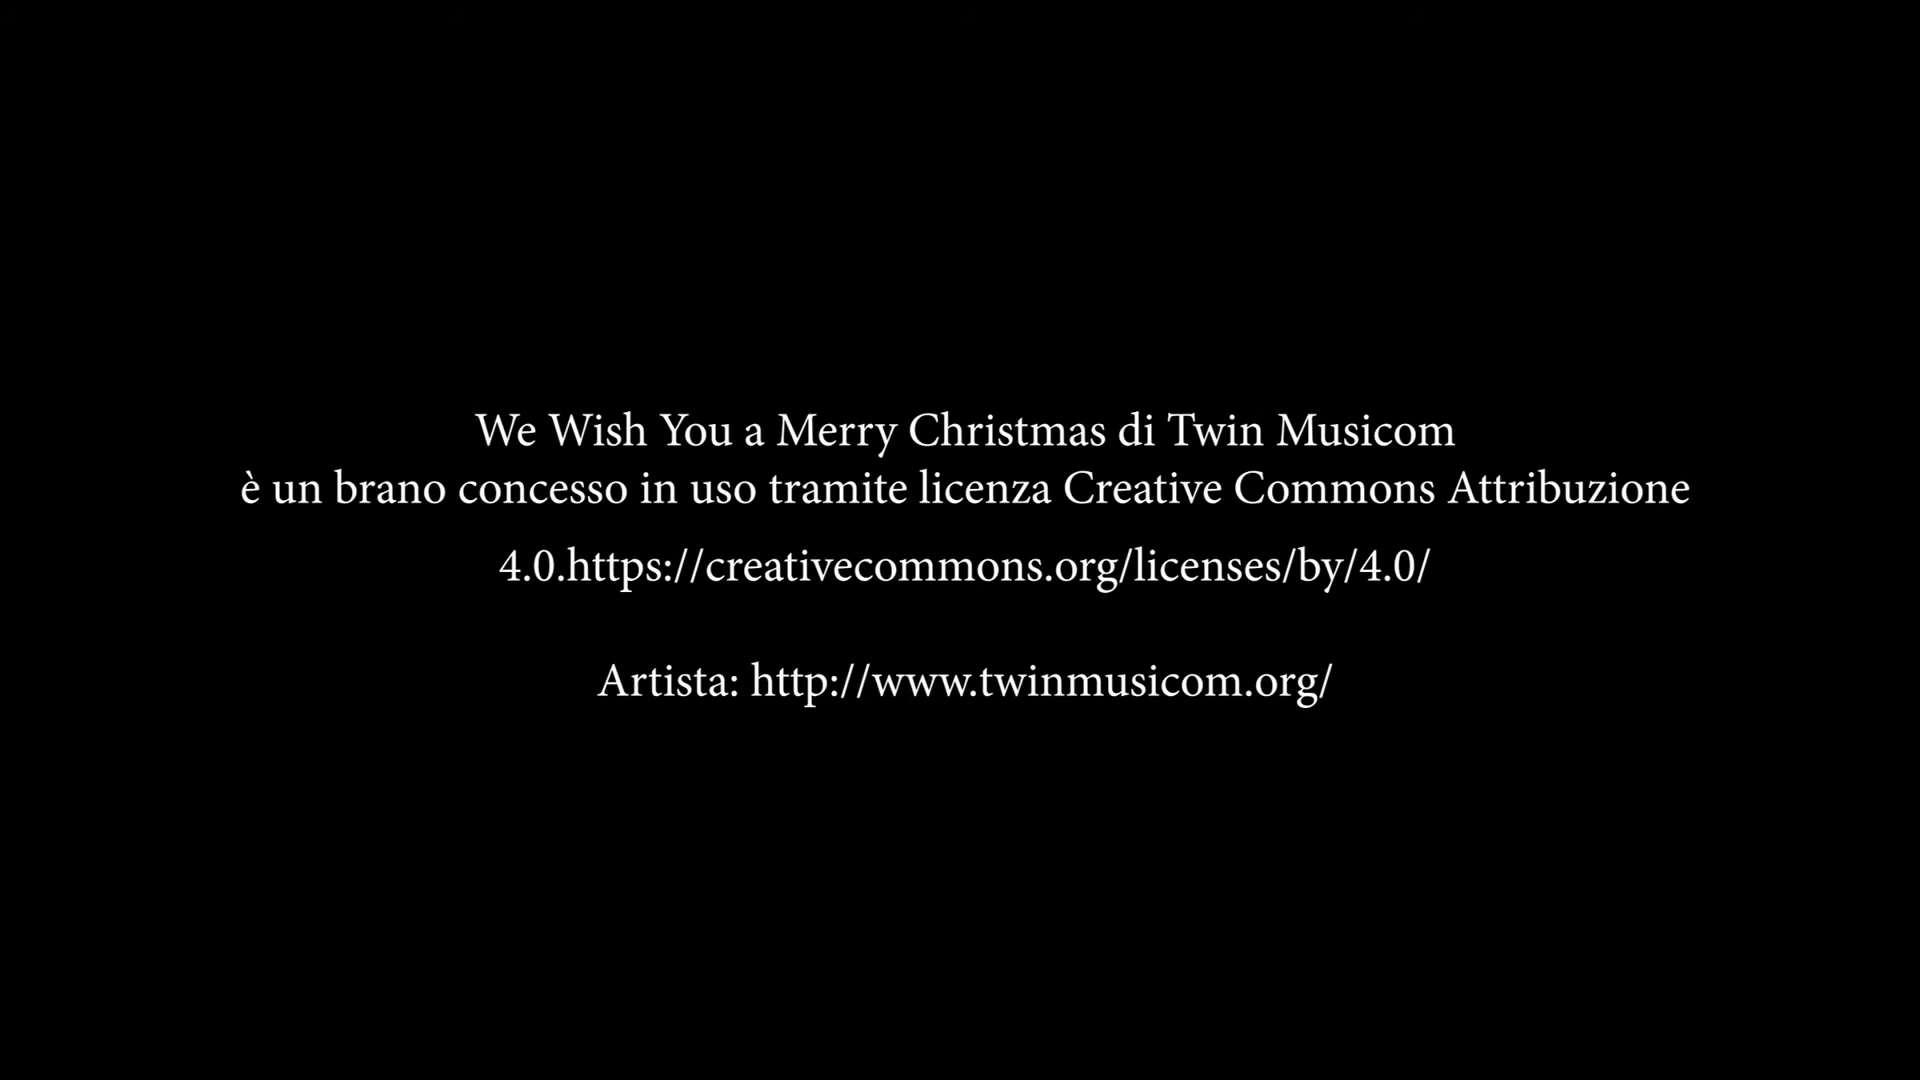 We Wish You a Merry Christmas di Twin Musicom
è un brano concesso in uso tramite licenza Creative Commons Attribuzione
4.0.https://creativecommons.org/licenses/by/4.0/
Artista: http://www.twinmusicom.org/